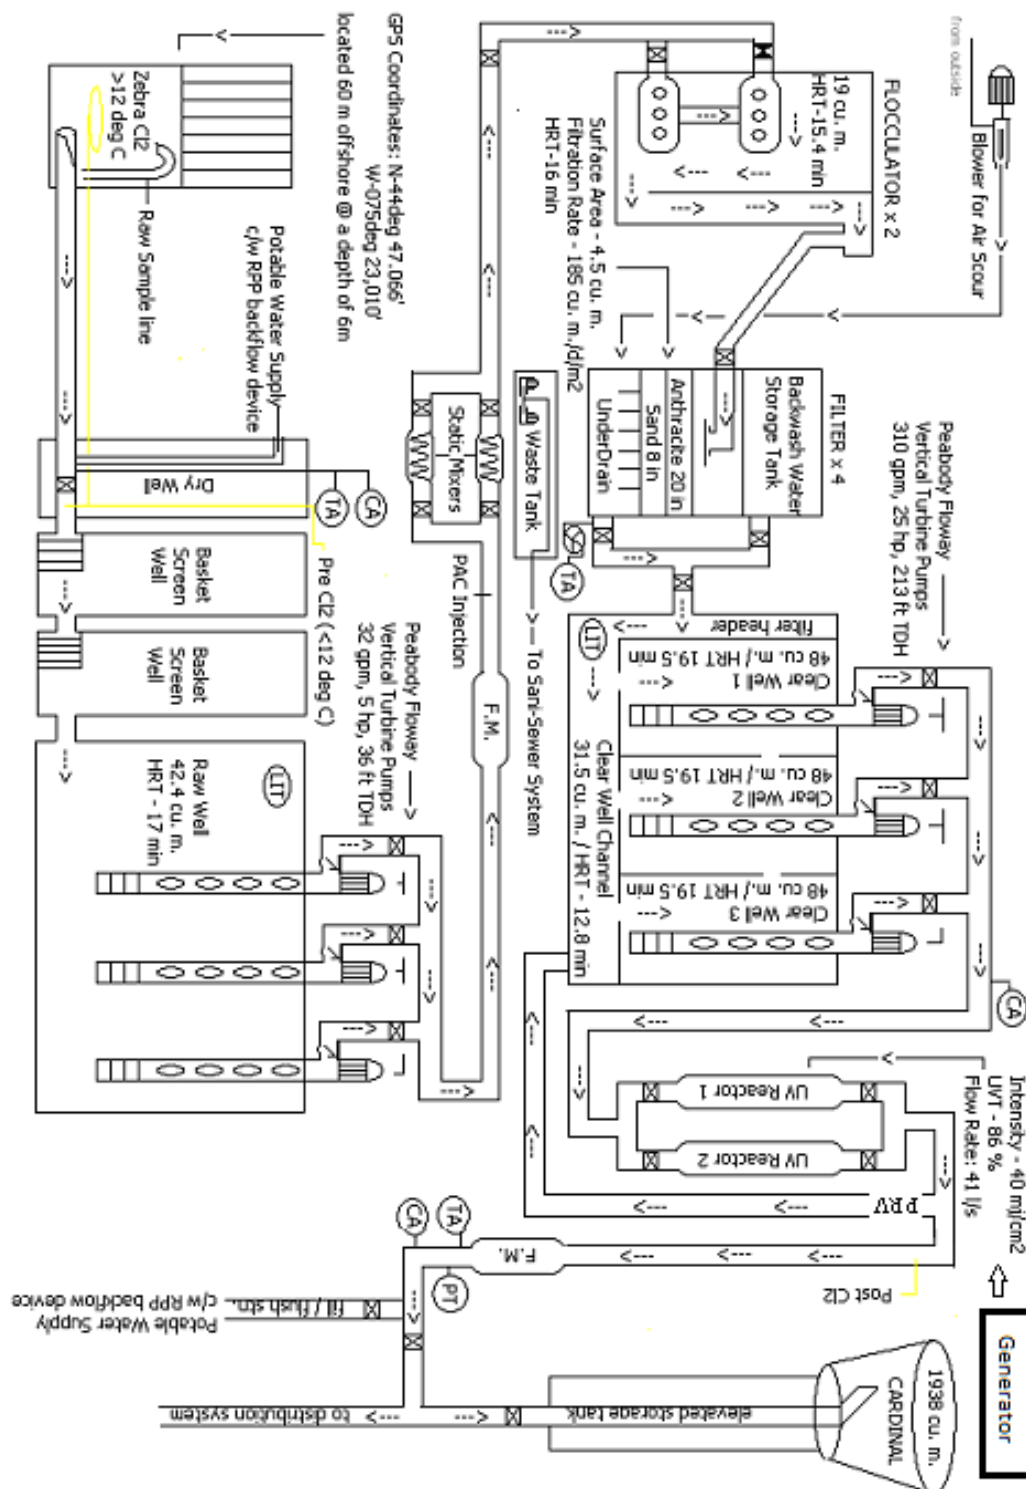 from outside
Blower for Air Scour
FLOCCULATOR x 2
19 cu. m.
HRT-15.4 min
Surface Area - 4.5 cu. m.
Filtration Rate - 185 cu. m./d/m2
HRT-16 min
GPS Coordinates: N-44deg 47.066'
W-075deg 23,010'
located 60 m offshore @ a depth of 6m
Zebra Cl2
>12 deg C
Raw Sample line
Potable Water Supply
c/w RPP backflow device
Dry Well
TA
CA
Pre Cl2 (<12 deg C)
Basket
Screen
Well
Basket
Screen
Well
Raw Well
42.4 cu. m.
HRT - 17 min
LIT
Peabody Floway
Vertical Turbine Pumps
32 gpm, 5 hp, 36 ft TDH
F.M.
PAC Injection
Static Mixers
Waste Tank
To Sani-Sewer System
FILTER x 4
Backwash Water
Storage Tank
Anthracite 20 in
Sand 8 in
UnderDrain
TA
Peabody Floway
Vertical Turbine Pumps
310 gpm, 25 hp, 213 ft TDH
filter header
LIT
48 cu. m./ HRT 19.5 min
Clear Well 1
48 cu. m./ HRT 19.5 min
Clear Well 2
48 cu. m./ HRT 19.5 min
Clear Well 3
Clear Well Channel
31.5 cu. m. / HRT - 12.8 min
CA
Intensity - 40 mj/cm2
UVT - 86 %
Flow Rate: 41 l/s
UV Reactor 1
UV Reactor 2
PRV
Post Cl2
F.M.
TA
CA
PT
fill / flush stn.
Potable Water Supply
c/w RPP backflow device
to distribution system
elevated storage tank
CARDINAL
1938 cu. m.
Generator